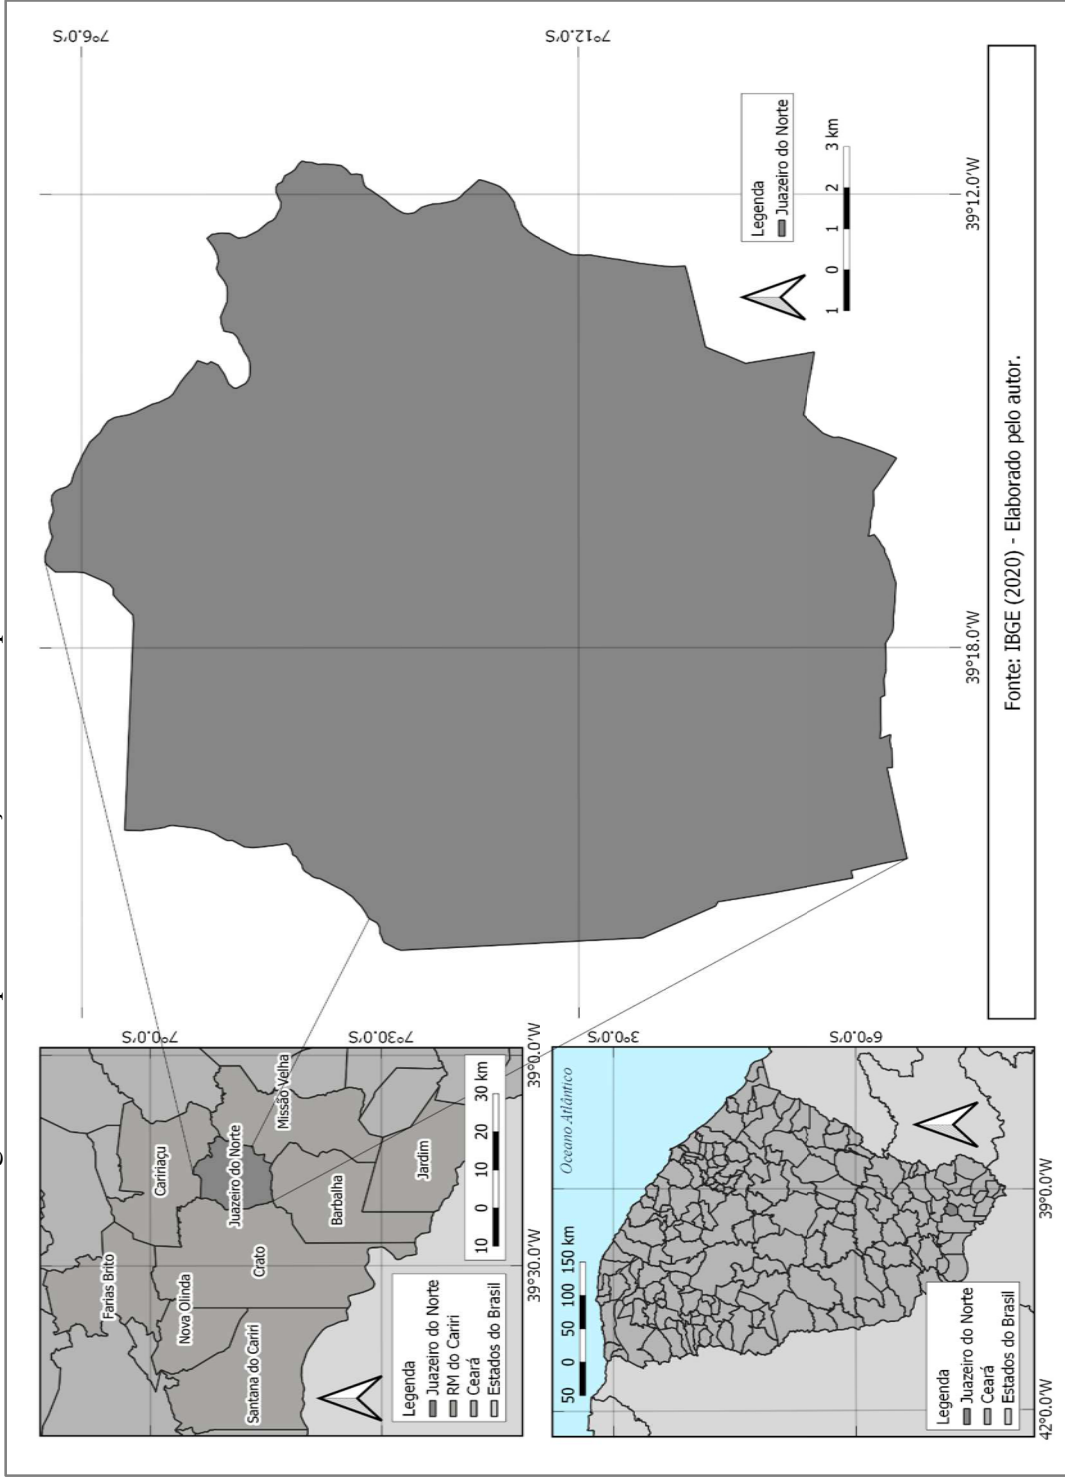 7°6.0'S
7°12.0'S
39°18.0'W
39°12.0'W
Legenda
Juazeiro do Norte
1 0 1 2 3 km
7°0.0'S
7°30.0'S
39°30.0'W
39°0.0'W
Farias Brito
Caririaçu
Nova Olinda
Juazeiro do Norte
Missão Velha
Santana do Cariri
Crato
Barbalha
Jardim
Legenda
Juazeiro do Norte
RM do Cariri
Ceará
Estados do Brasil
10 0 10 20 30 km
50 0 50 100 150 km
Oceano Atlântico
3°0.0'S
6°0.0'S
42°0.0'W
39°0.0'W
Legenda
Juazeiro do Norte
Ceará
Estados do Brasil
Fonte: IBGE (2020) - Elaborado pelo autor.